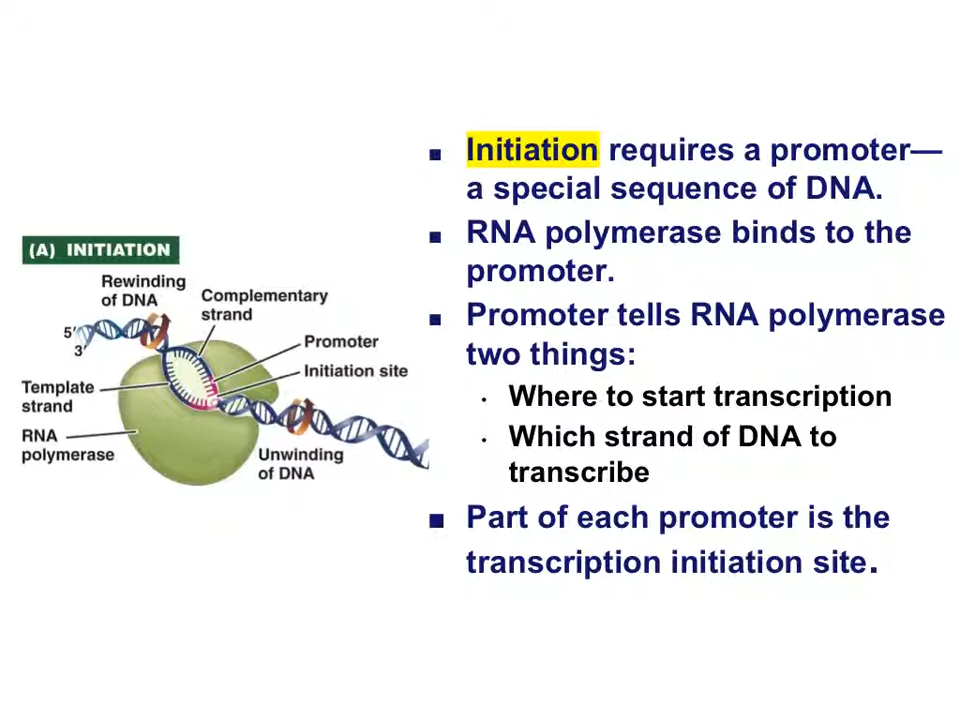 (A) INITIATION
Rewinding
of DNA
Complementary
strand
5′
3′
Promoter
Initiation site
Template
strand
RNA
polymerase
Unwinding
of DNA
■ Initiation requires a promoter—
a special sequence of DNA.
■ RNA polymerase binds to the
promoter.
■ Promoter tells RNA polymerase
two things:
• Where to start transcription
• Which strand of DNA to
transcribe
■ Part of each promoter is the
transcription initiation site.